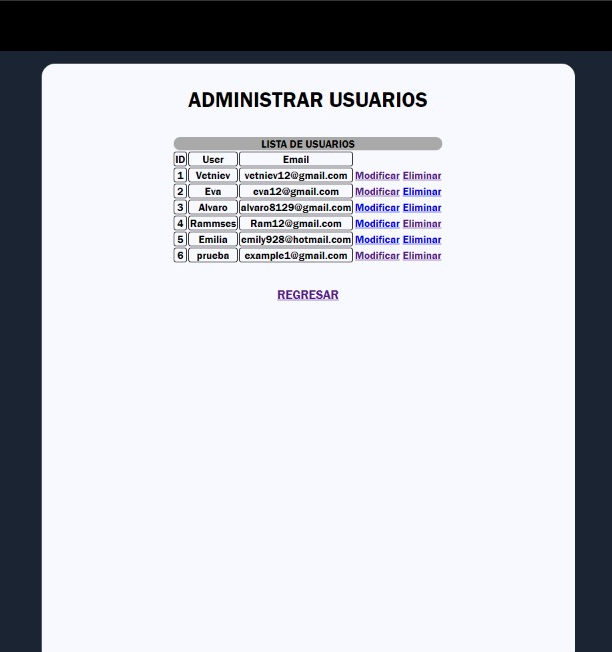 ADMINISTRAR USUARIOS
LISTA DE USUARIOS
ID User Email
1 Vetniev vetniev12@gmail.com Modificar Eliminar
2 Eva eva12@gmail.com Modificar Eliminar
3 Alvaro alvaro8129@gmail.com Modificar Eliminar
4 Rammses Ram12@gmail.com Modificar Eliminar
5 Emilia emily928@hotmail.com Modificar Eliminar
6 prueba example1@gmail.com Modificar Eliminar
REGRESAR